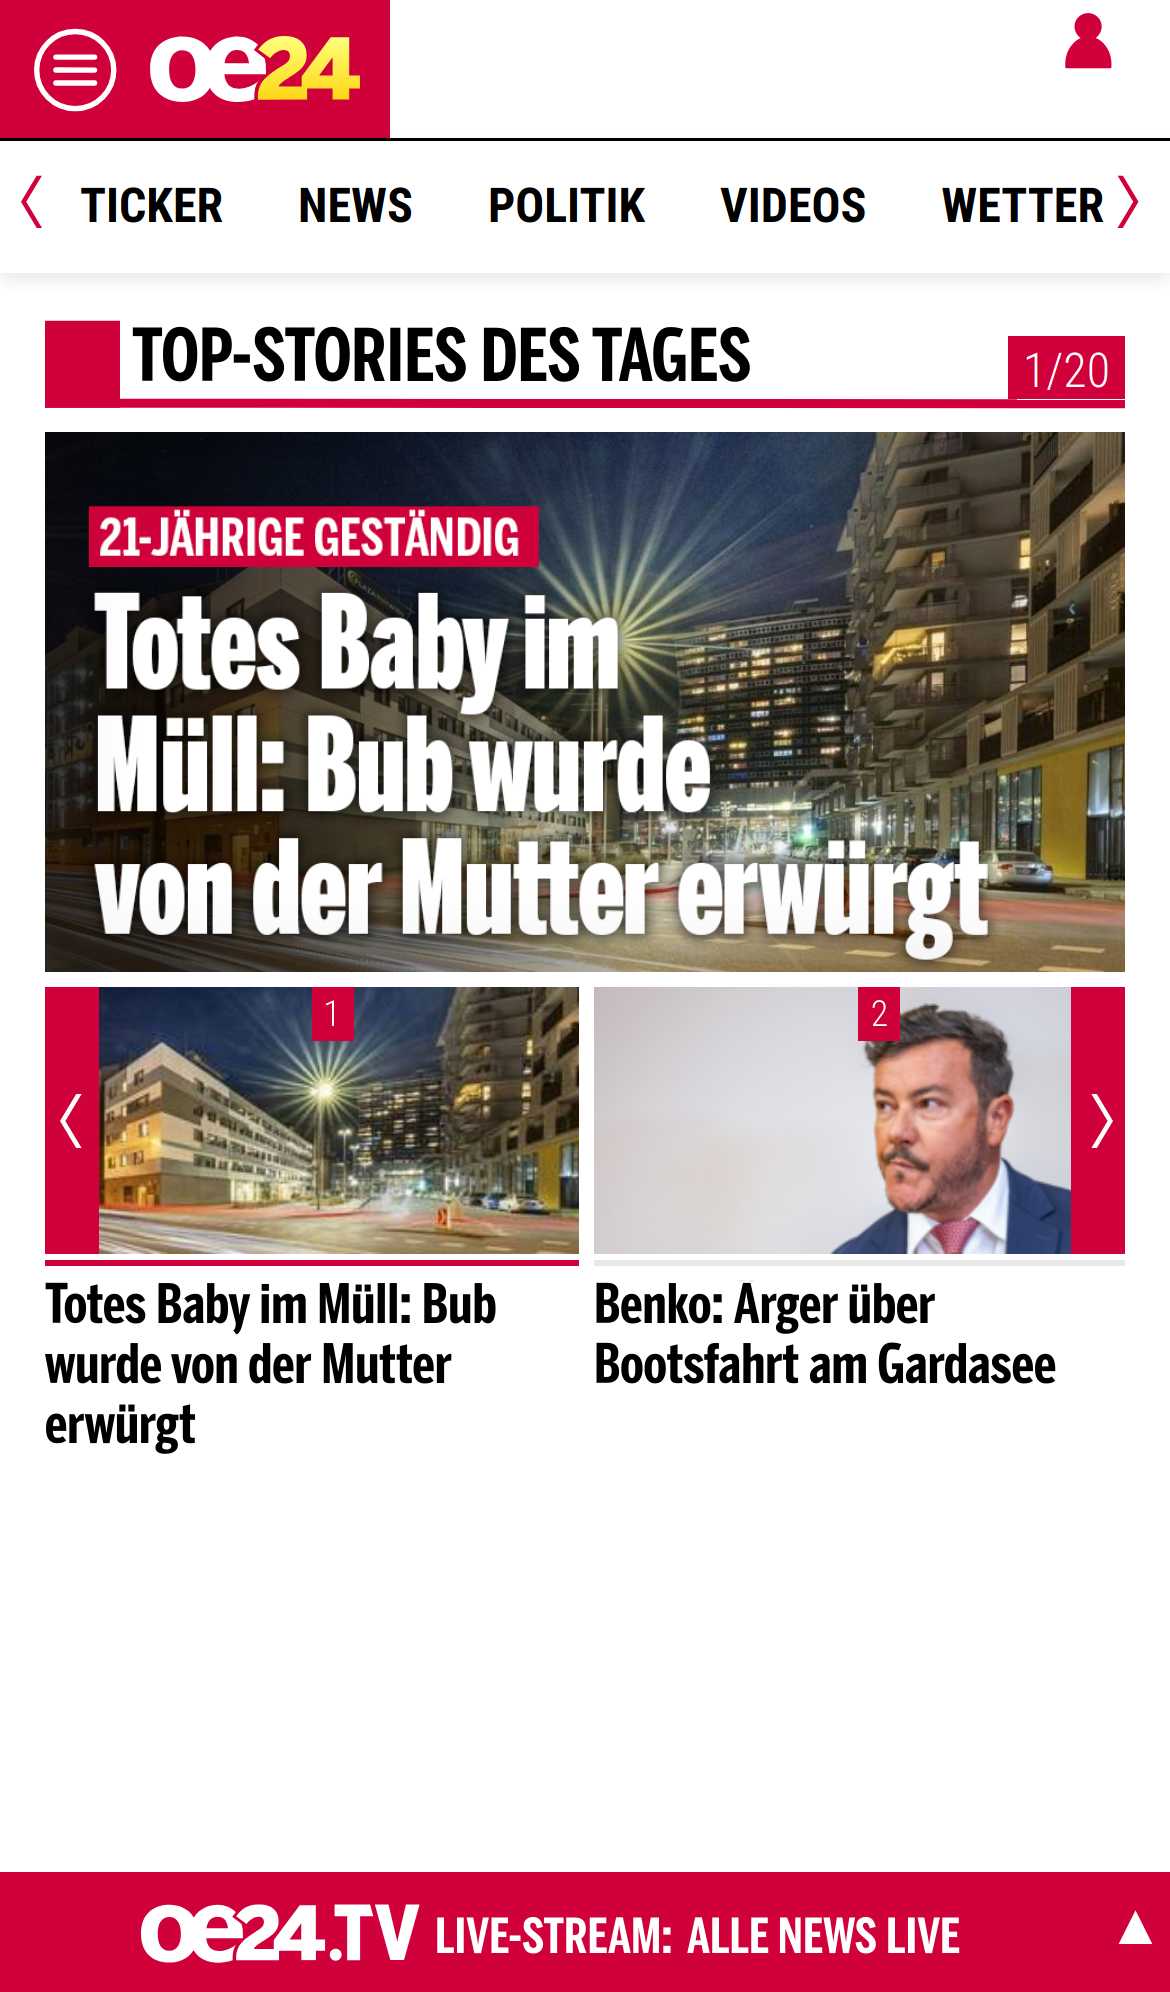 oe24
TICKER NEWS POLITIK VIDEOS WETTER
TOP-STORIES DES TAGES
1/20
21-JÄHRIGE GESTÄNDIG
Totes Baby im
Müll: Bub wurde
von der Mutter erwürgt
1
2
Totes Baby im Müll: Bub
wurde von der Mutter
erwürgt
Benko: Arger über
Bootsfahrt am Gardasee
oe24.TV LIVE-STREAM: ALLE NEWS LIVE